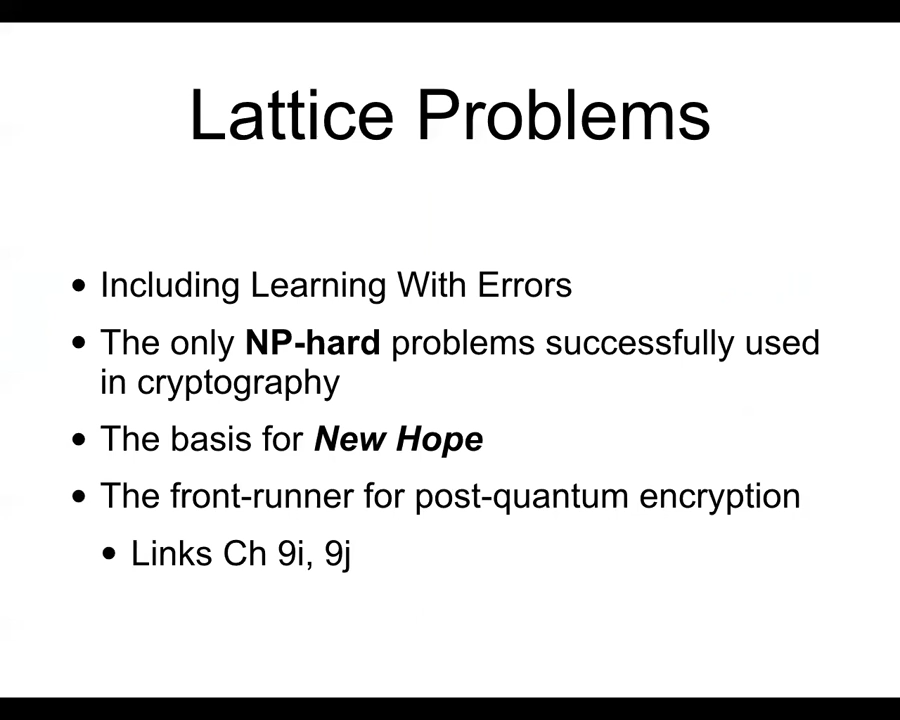 Lattice Problems
• Including Learning With Errors
• The only NP-hard problems successfully used
in cryptography
• The basis for New Hope
• The front-runner for post-quantum encryption
• Links Ch 9i, 9j